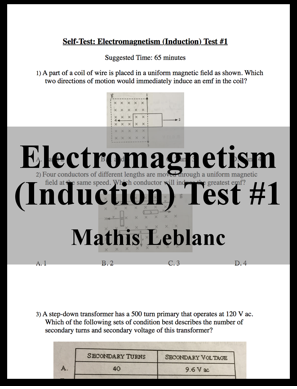 Self-Test: Electromagnetism (Induction) Test #1
Suggested Time: 65 minutes
1) A part of a coil of wire is placed in a uniform magnetic field as shown. Which
two directions of motion would immediately induce an emf in the coil?
Electromagnetism
2) Four conductors of different lengths are moved through a uniform magnetic
field at the same speed. Which conductor will induce the greatest emf?
(Induction) Test #1
Mathis Leblanc
A. 1 B. 2 C. 3 D. 4
3) A step-down transformer has a 500 turn primary that operates at 120 V ac.
Which of the following sets of condition best describes the number of
secondary turns and secondary voltage of this transformer?
SECONDARY TURNS SECONDARY VOLTAGE
A. 40 9.6 V ac